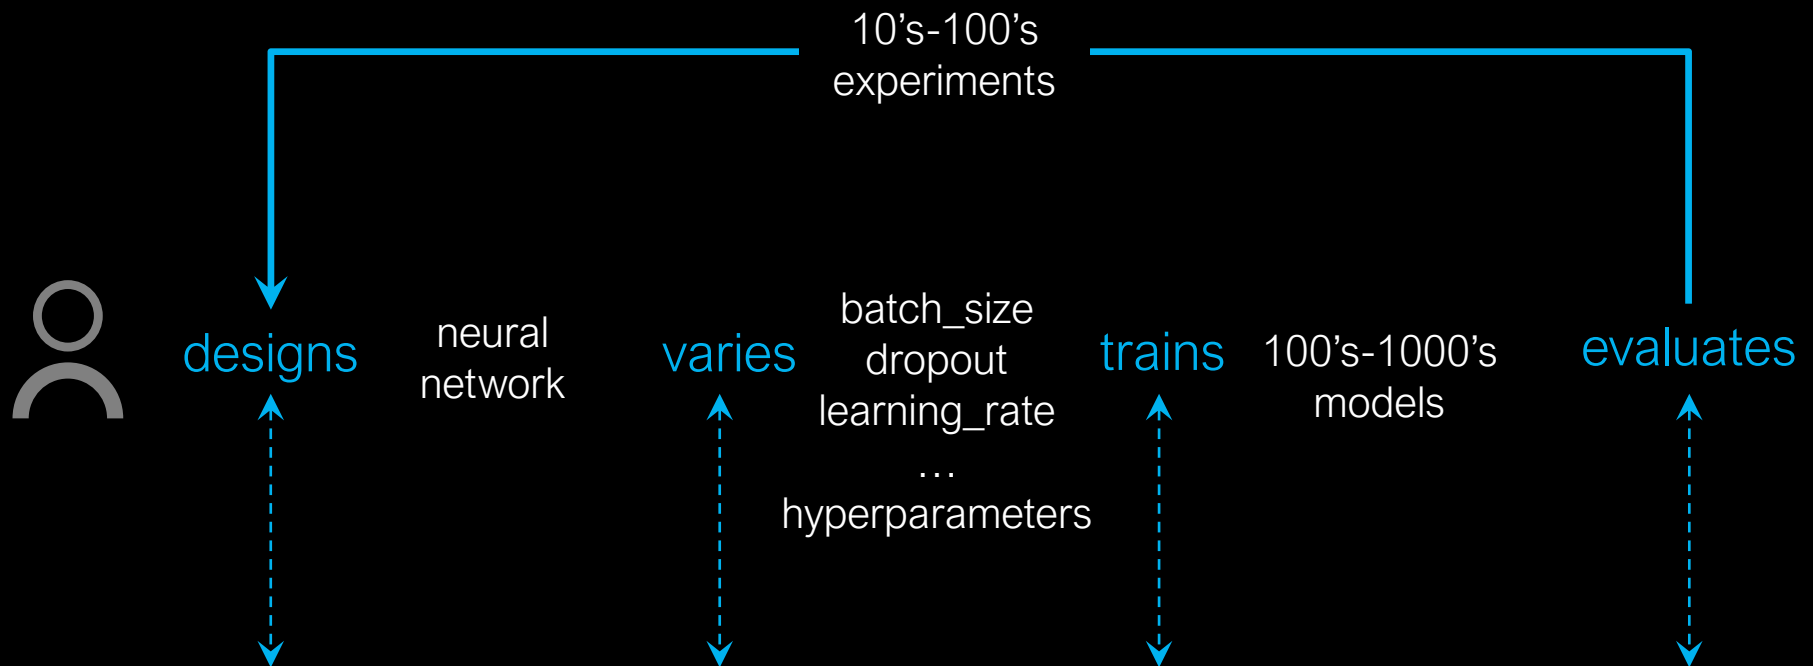 10's-100's
experiments
designs
neural
network
varies
batch_size
dropout
learning_rate
...
hyperparameters
trains
100's-1000's
models
evaluates